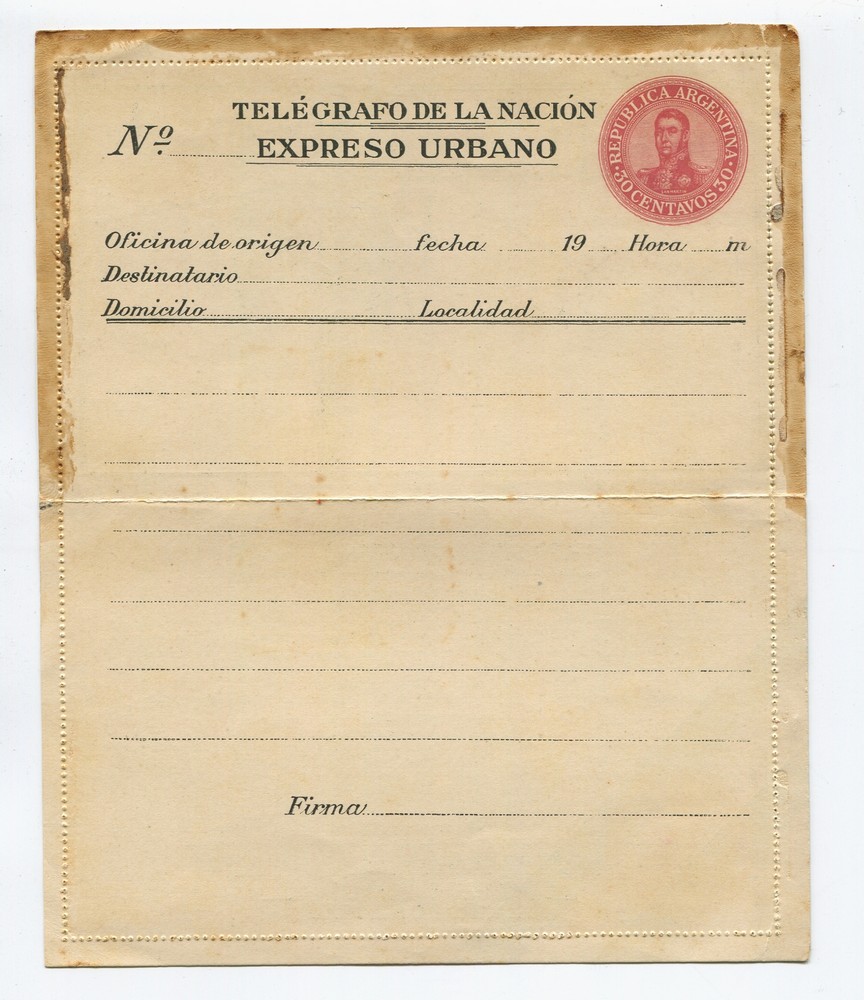 TELÉGRAFO DE LA NACIÓN
Nº EXPRESO URBANO
REPUBLICA ARGENTINA
30 CENTAVOS 30
Oficina de origen fecha 19 Hora m
Destinatario
Domicilio Localidad
Firma